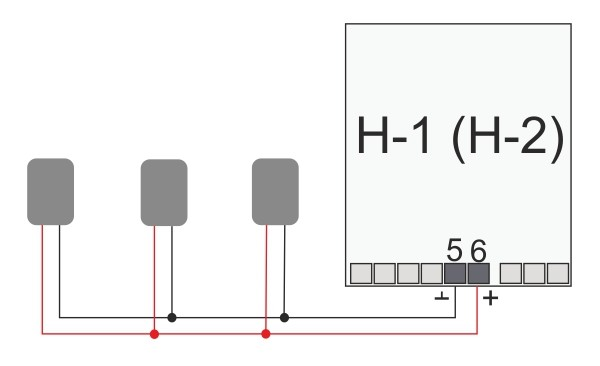 H-1 (H-2)
5 6
⊥ +